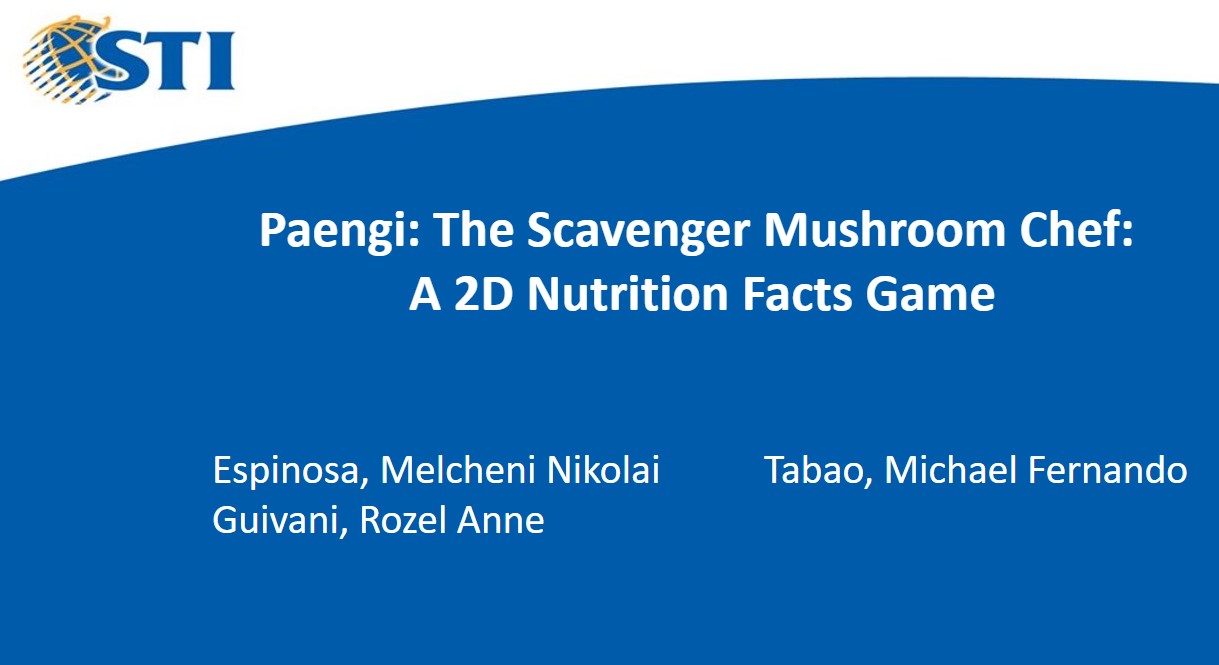 STI
Paengi: The Scavenger Mushroom Chef:
A 2D Nutrition Facts Game
Espinosa, Melcheni Nikolai
Guivani, Rozel Anne
Tabao, Michael Fernando